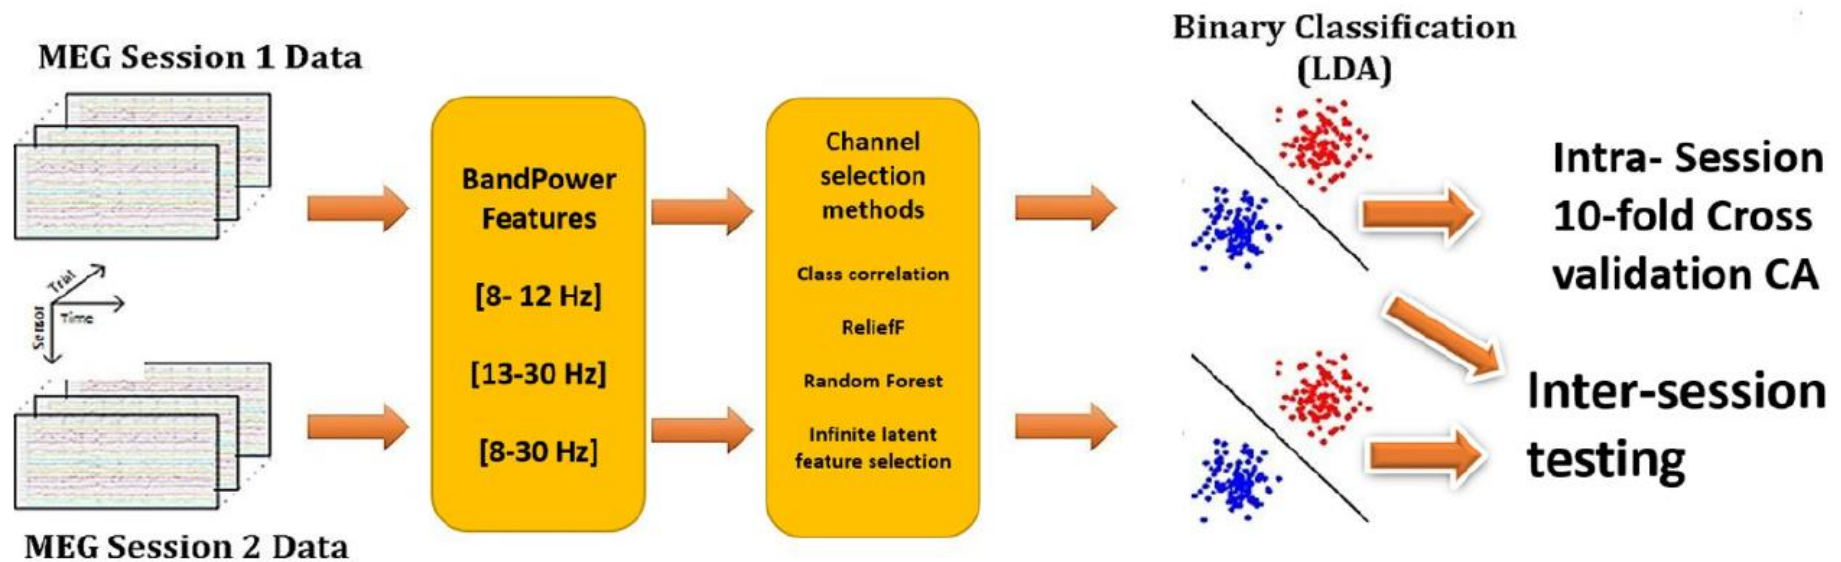 MEG Session 1 Data
Trial
Time
Sensor
MEG Session 2 Data
BandPower
Features
[8- 12 Hz]
[13-30 Hz]
[8-30 Hz]
Channel
selection
methods
Class correlation
ReliefF
Random Forest
Infinite latent
feature selection
Binary Classification
(LDA)
Intra- Session
10-fold Cross
validation CA
Inter-session
testing